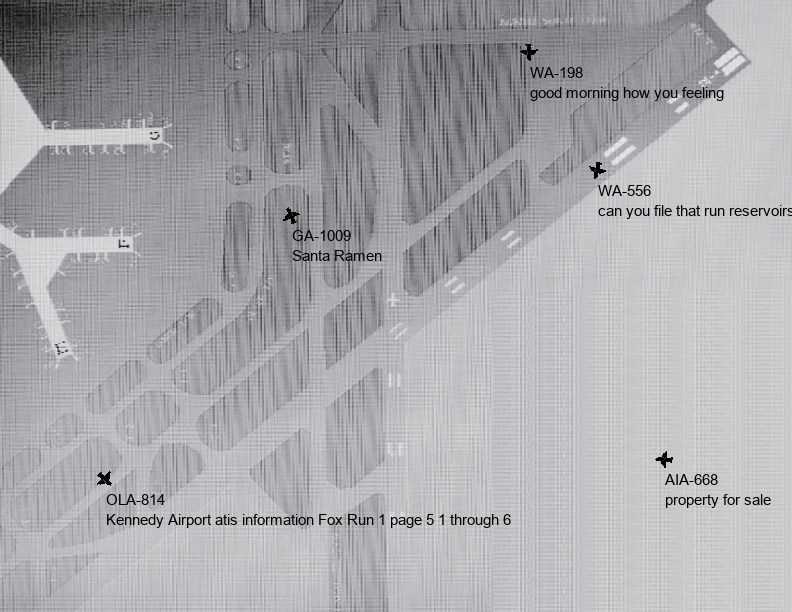 WA-198
good morning how you feeling
WA-556
can you file that run reservoirs
GA-1009
Santa Ramen
AIA-668
property for sale
OLA-814
Kennedy Airport atis information Fox Run 1 page 5 1 through 6